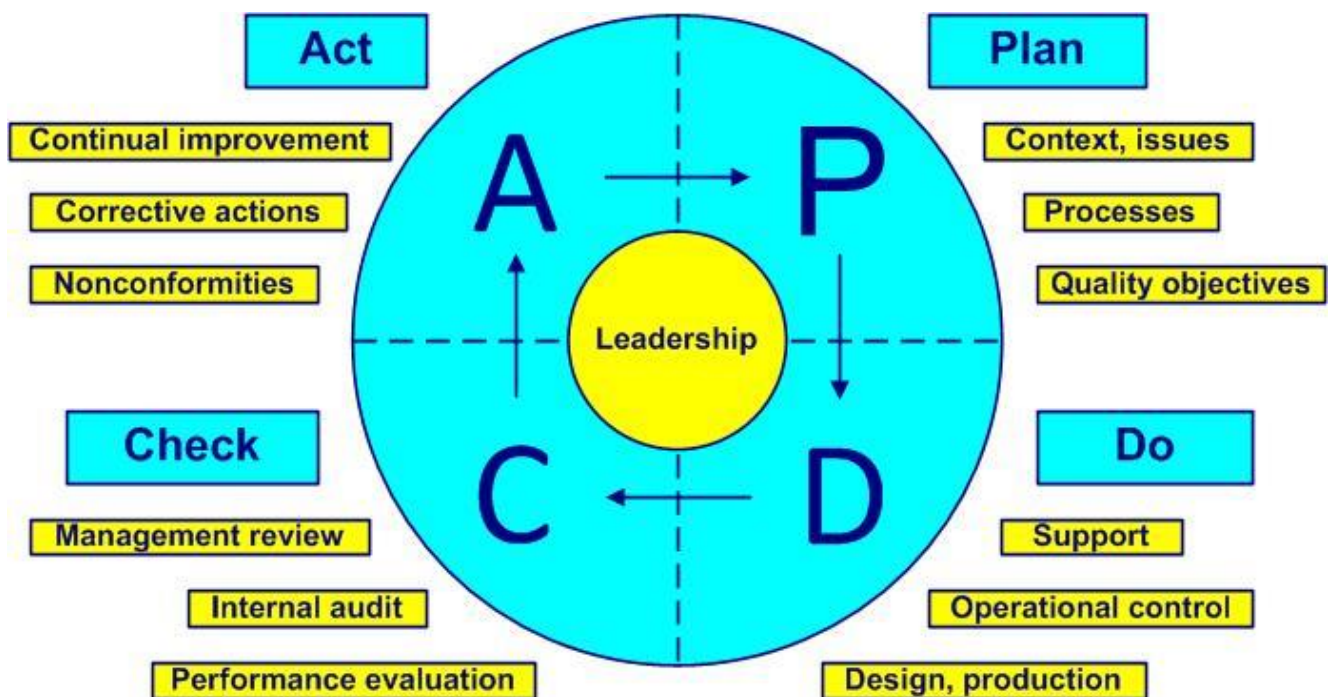 Act
Plan
Continual improvement
Context, issues
A
P
Corrective actions
Processes
Nonconformities
Quality objectives
Leadership
Check
Do
C
D
Management review
Support
Internal audit
Operational control
Performance evaluation
Design, production